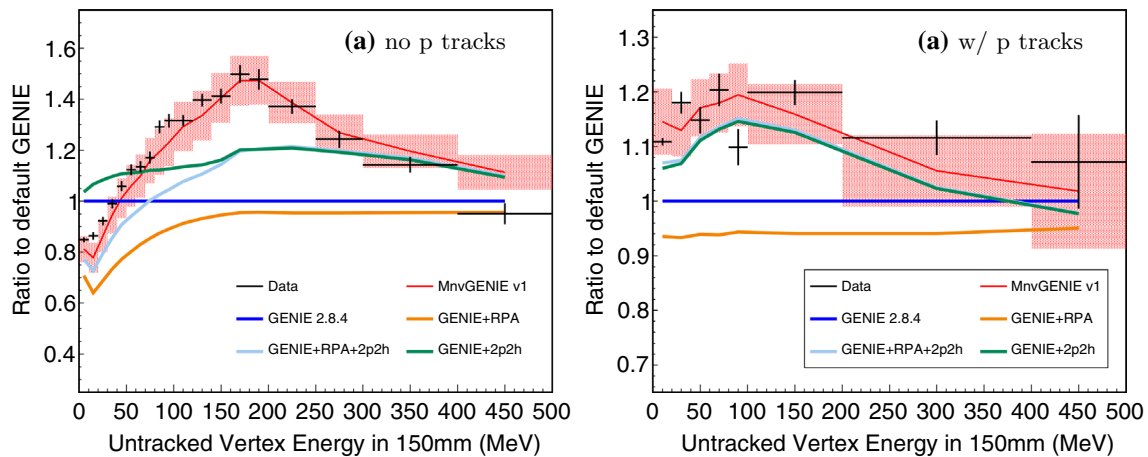 (a) no p tracks
Ratio to default GENIE
1.6
1.4
1.2
1
0.8
0.6
0.4
Data
MnvGENIE v1
GENIE 2.8.4
GENIE+RPA
GENIE+RPA+2p2h
GENIE+2p2h
0 50 100 150 200 250 300 350 400 450 500
Untracked Vertex Energy in 150mm (MeV)
(a) w/ p tracks
Ratio to default GENIE
1.3
1.2
1.1
1
0.9
0.8
0.7
Data
MnvGENIE v1
GENIE 2.8.4
GENIE+RPA
GENIE+RPA+2p2h
GENIE+2p2h
0 50 100 150 200 250 300 350 400 450 500
Untracked Vertex Energy in 150mm (MeV)